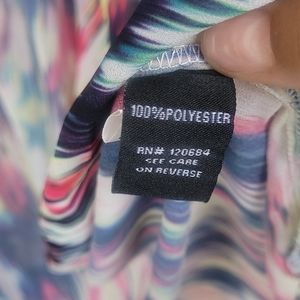 100%POLYESTER
RN# 120684
SEE CARE
ON REVERSE